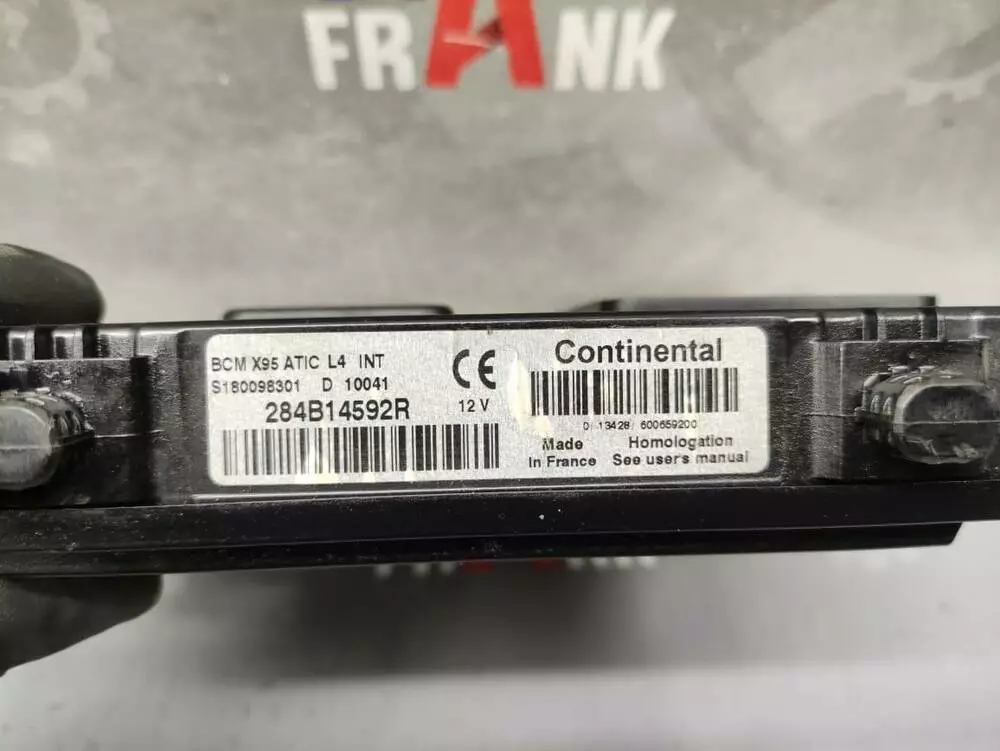 FRANK
BCM X95 ATIC L4 INT
S180098301 D 10041
284B14592R
CE
12 V
Continental
D 13428 600659200
Made
In France
Homologation
See user's manual